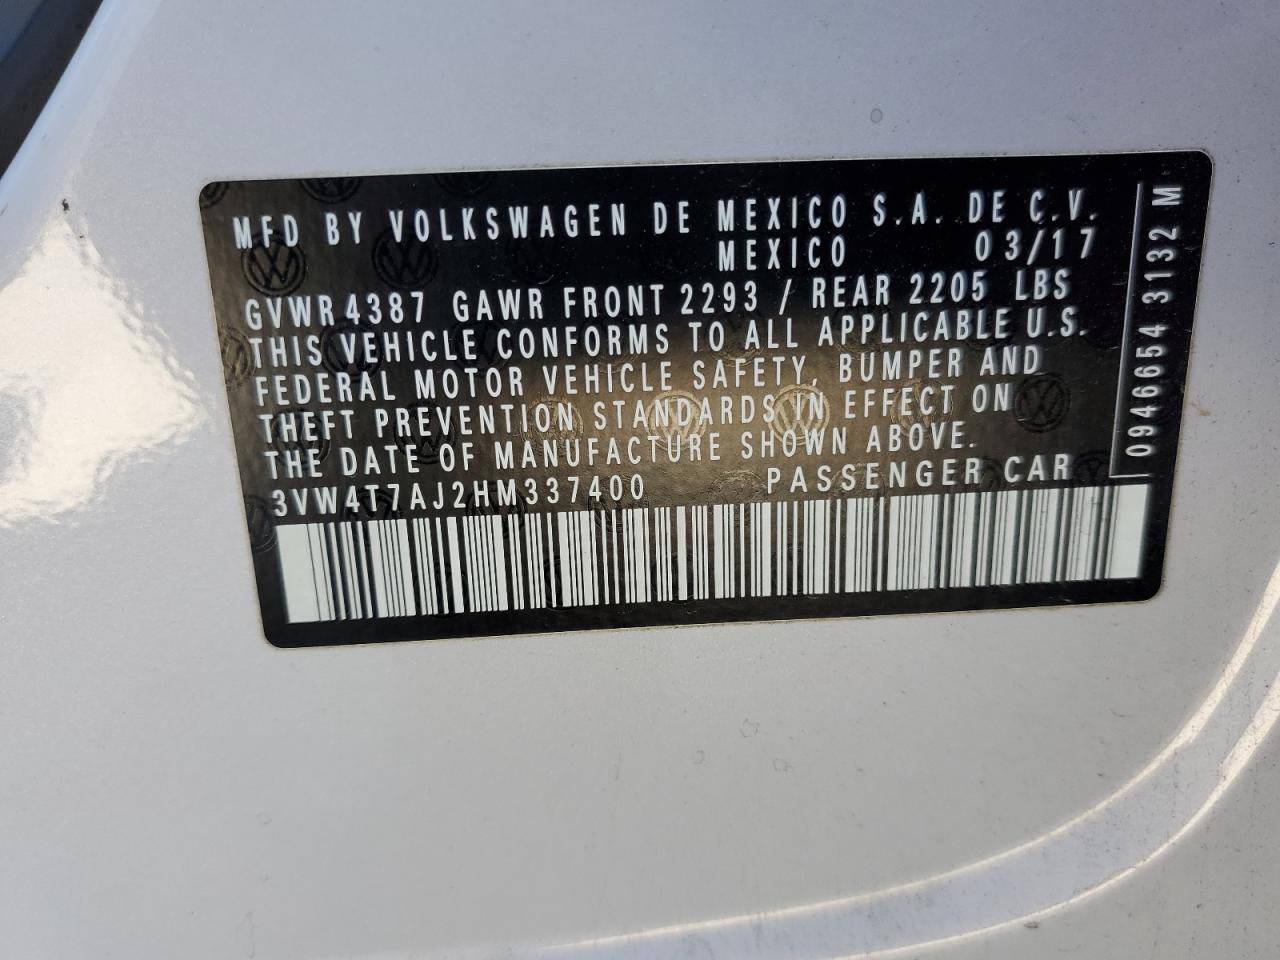 MFD BY VOLKSWAGEN DE MEXICO S.A. DE C.V.
MEXICO 03/17
GVWR 4387 GAWR FRONT 2293 / REAR 2205 LBS
THIS VEHICLE CONFORMS TO ALL APPLICABLE U.S.
FEDERAL MOTOR VEHICLE SAFETY, BUMPER AND
THEFT PREVENTION STANDARDS IN EFFECT ON
THE DATE OF MANUFACTURE SHOWN ABOVE.
3VW4T7AJ2HM337400 PASSENGER CAR
0946654 3132 M